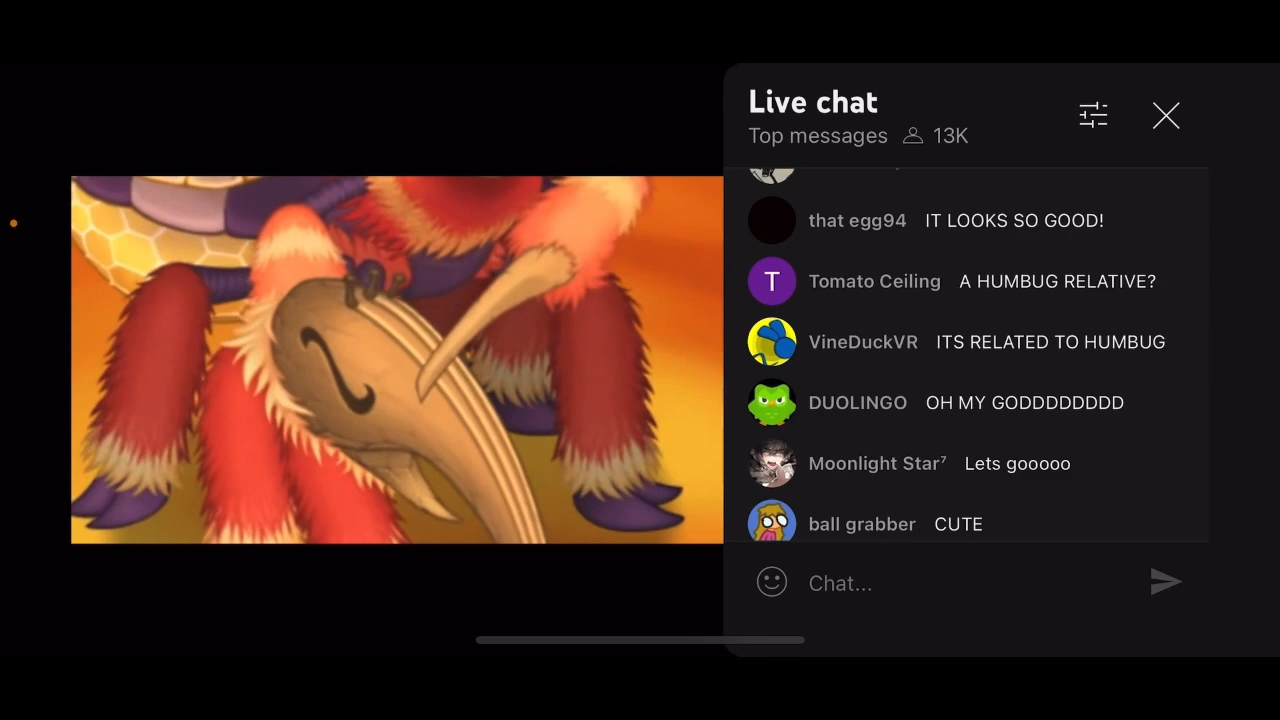 Live chat
Top messages 13K
that egg94 IT LOOKS SO GOOD!
T Tomato Ceiling A HUMBUG RELATIVE?
VineDuckVR ITS RELATED TO HUMBUG
DUOLINGO OH MY GODDDDDDDD
Moonlight Star⁷ Lets gooooo
ball grabber CUTE
Chat...